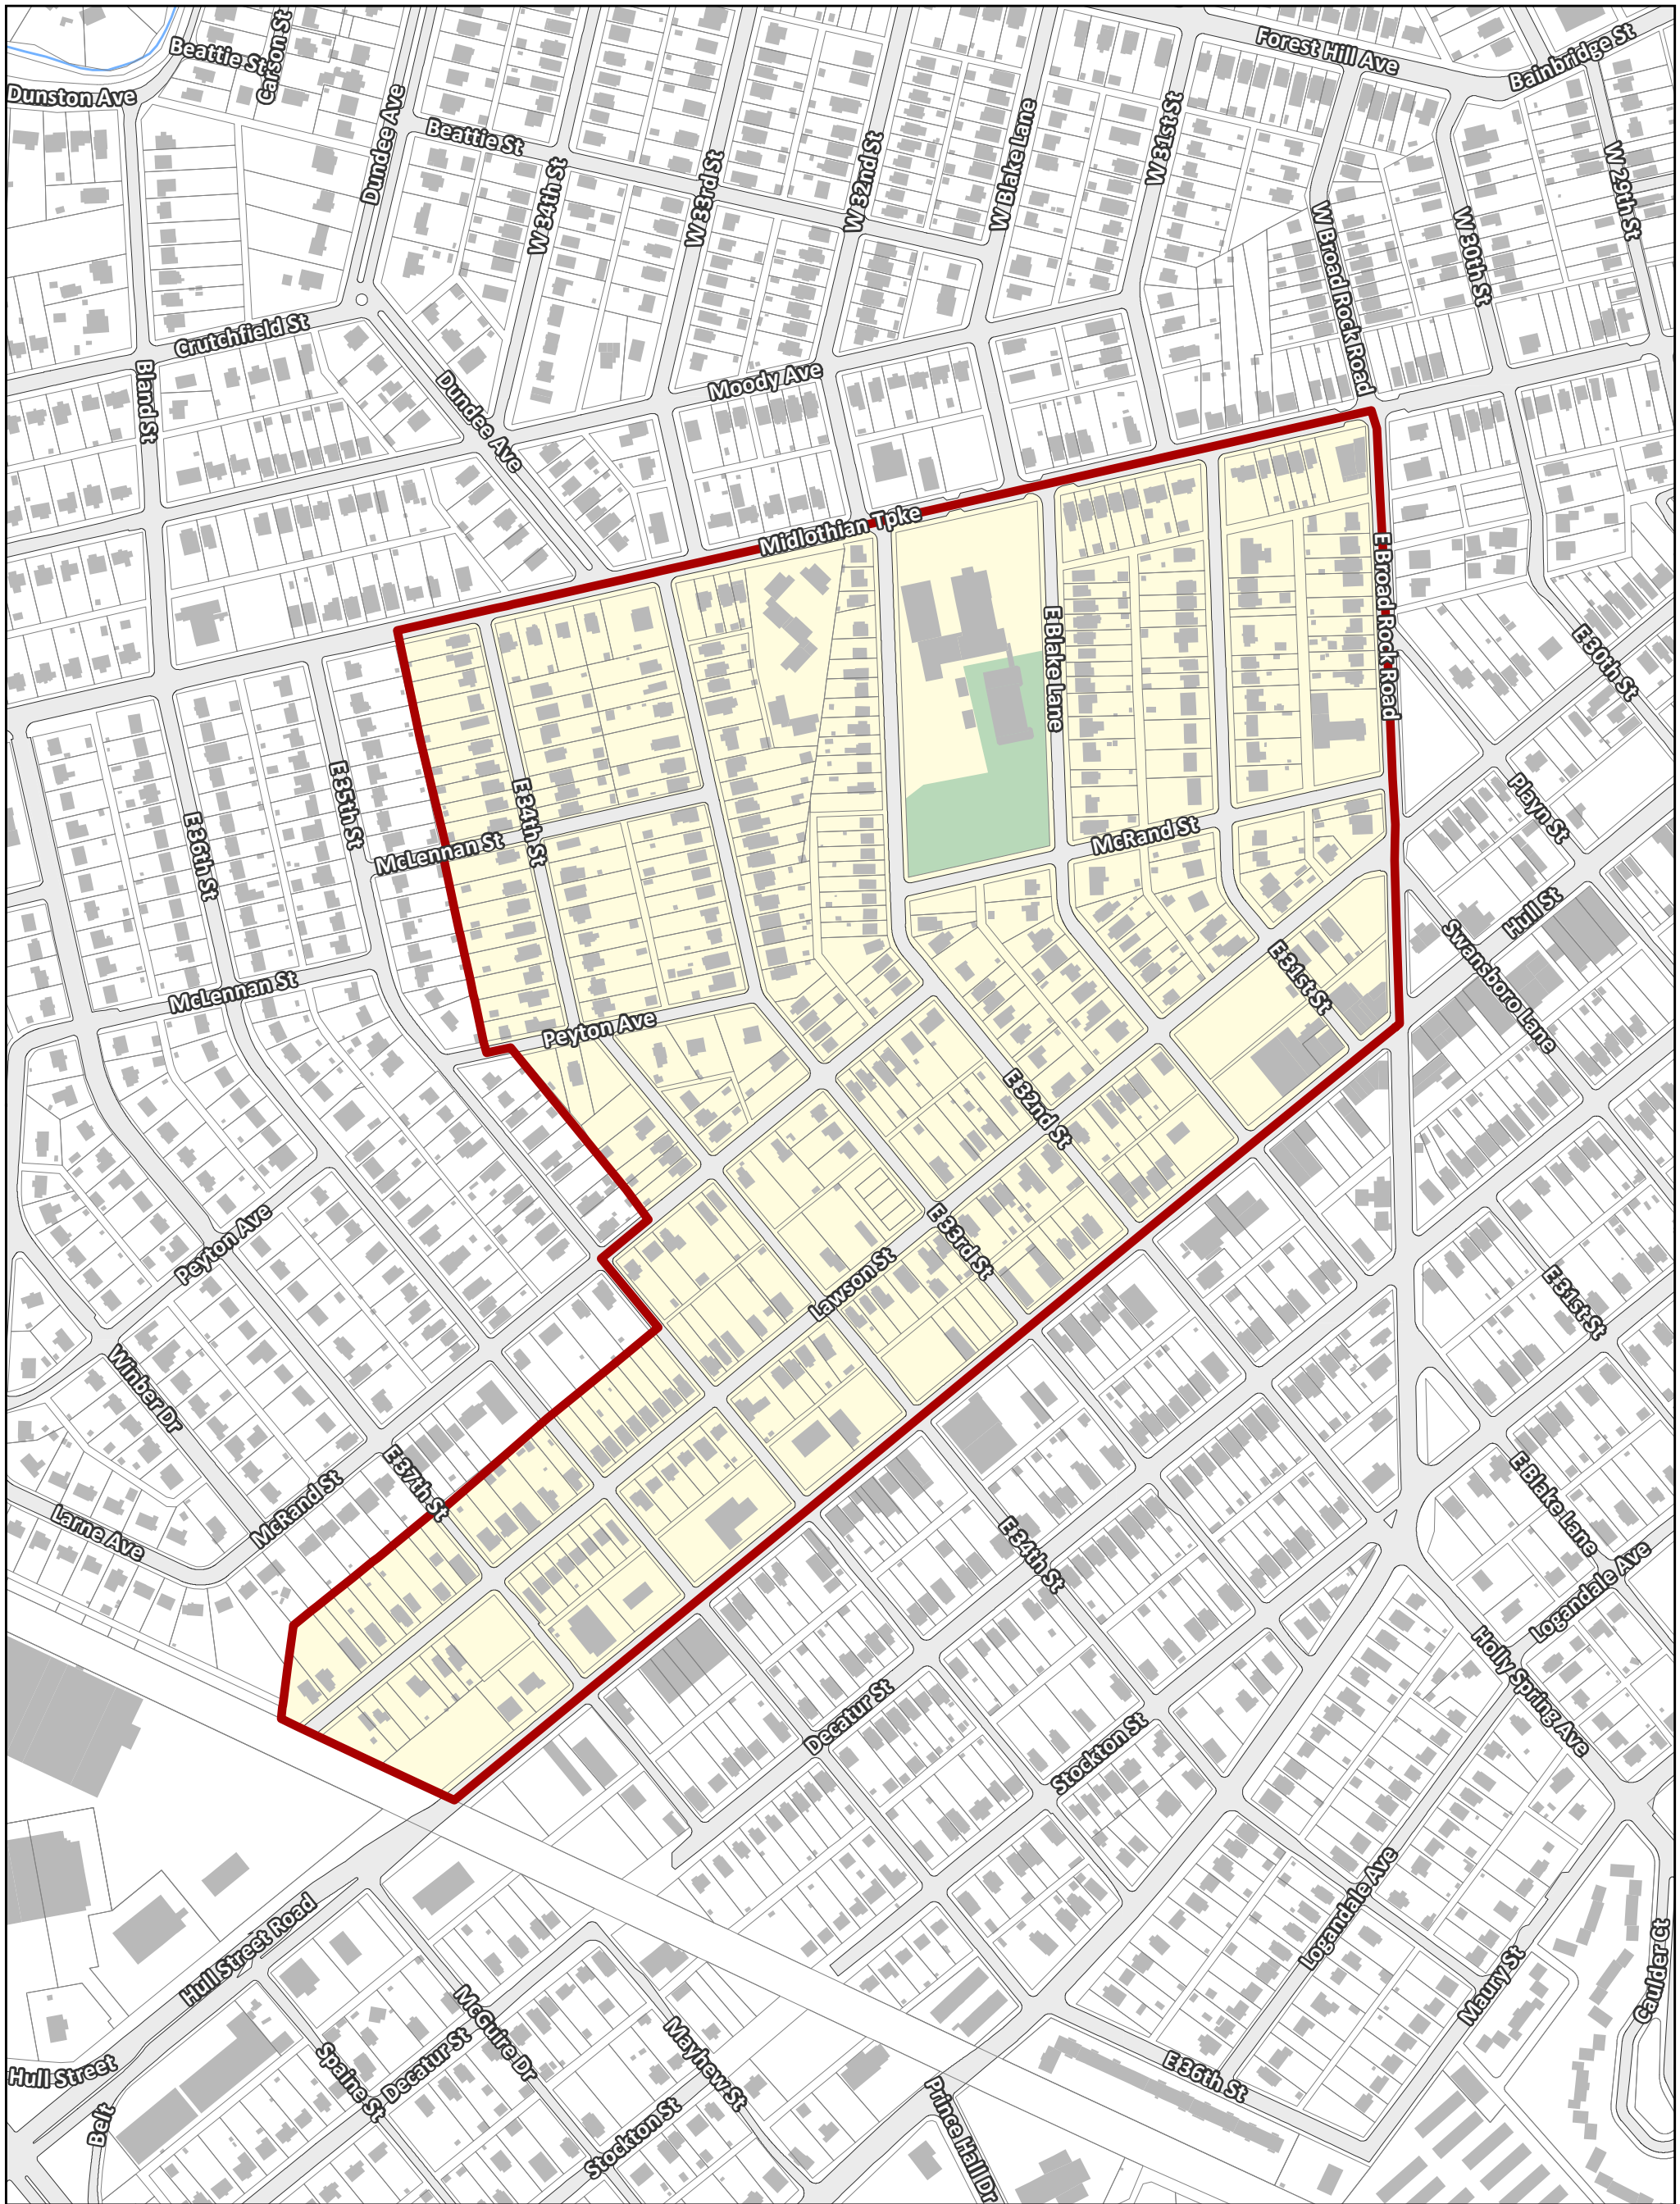 Beattie St
Carson St
Dunston Ave
Forest Hill Ave
Bainbridge St
Dundee Ave
Beattie St
W 34th St
W 33rd St
W 32nd St
W Blake Lane
W 31st St
W Broad Rock Road
W 30th St
W 29th St
Crutchfield St
Bland St
Dundee Ave
Moody Ave
Midlothian Tpke
E Broad Rock Road
E Blake Lane
E 30th St
E 36th St
E 35th St
E 34th St
McLennan St
McRand St
Playn St
Hull St
Swansboro Lane
McLennan St
E 31st St
Peyton Ave
E 32nd St
Peyton Ave
E 33rd St
Lawson St
E 31st St
Winber Dr
E 37th St
McRand St
Larne Ave
E 34th St
E Blake Lane
Logandale Ave
Holly Spring Ave
Decatur St
Stockton St
Logandale Ave
Hull Street Road
Maury St
Caulder Ct
McGuire Dr
Mayhew St
Decatur St
Spaine St
Hull Street
Belt
Stockton St
E 36th St
Prince Hall Dr